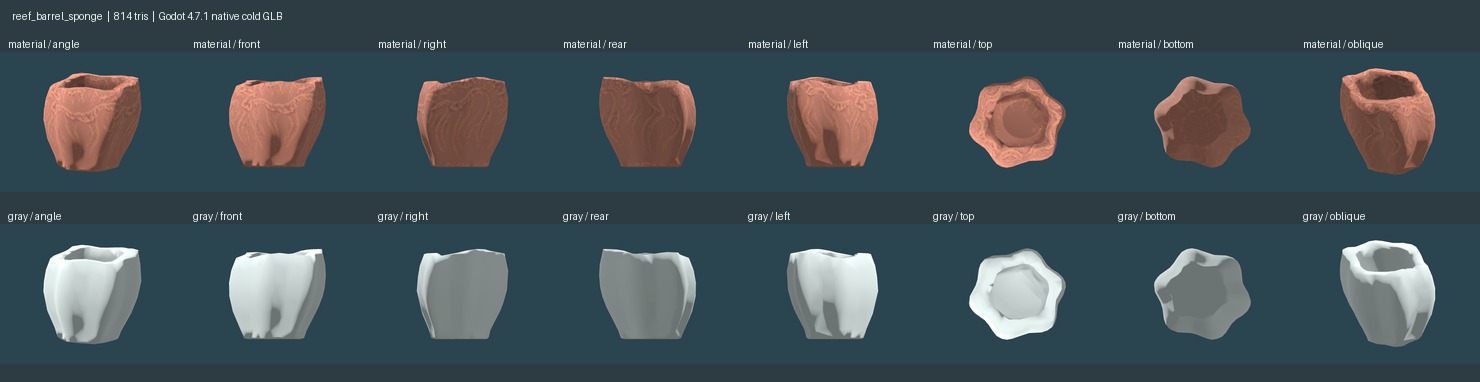 reef_barrel_sponge | 814 tris | Godot 4.7.1 native cold GLB
material / angle
material / front
material / right
material / rear
material / left
material / top
material / bottom
material / oblique
gray / angle
gray / front
gray / right
gray / rear
gray / left
gray / top
gray / bottom
gray / oblique